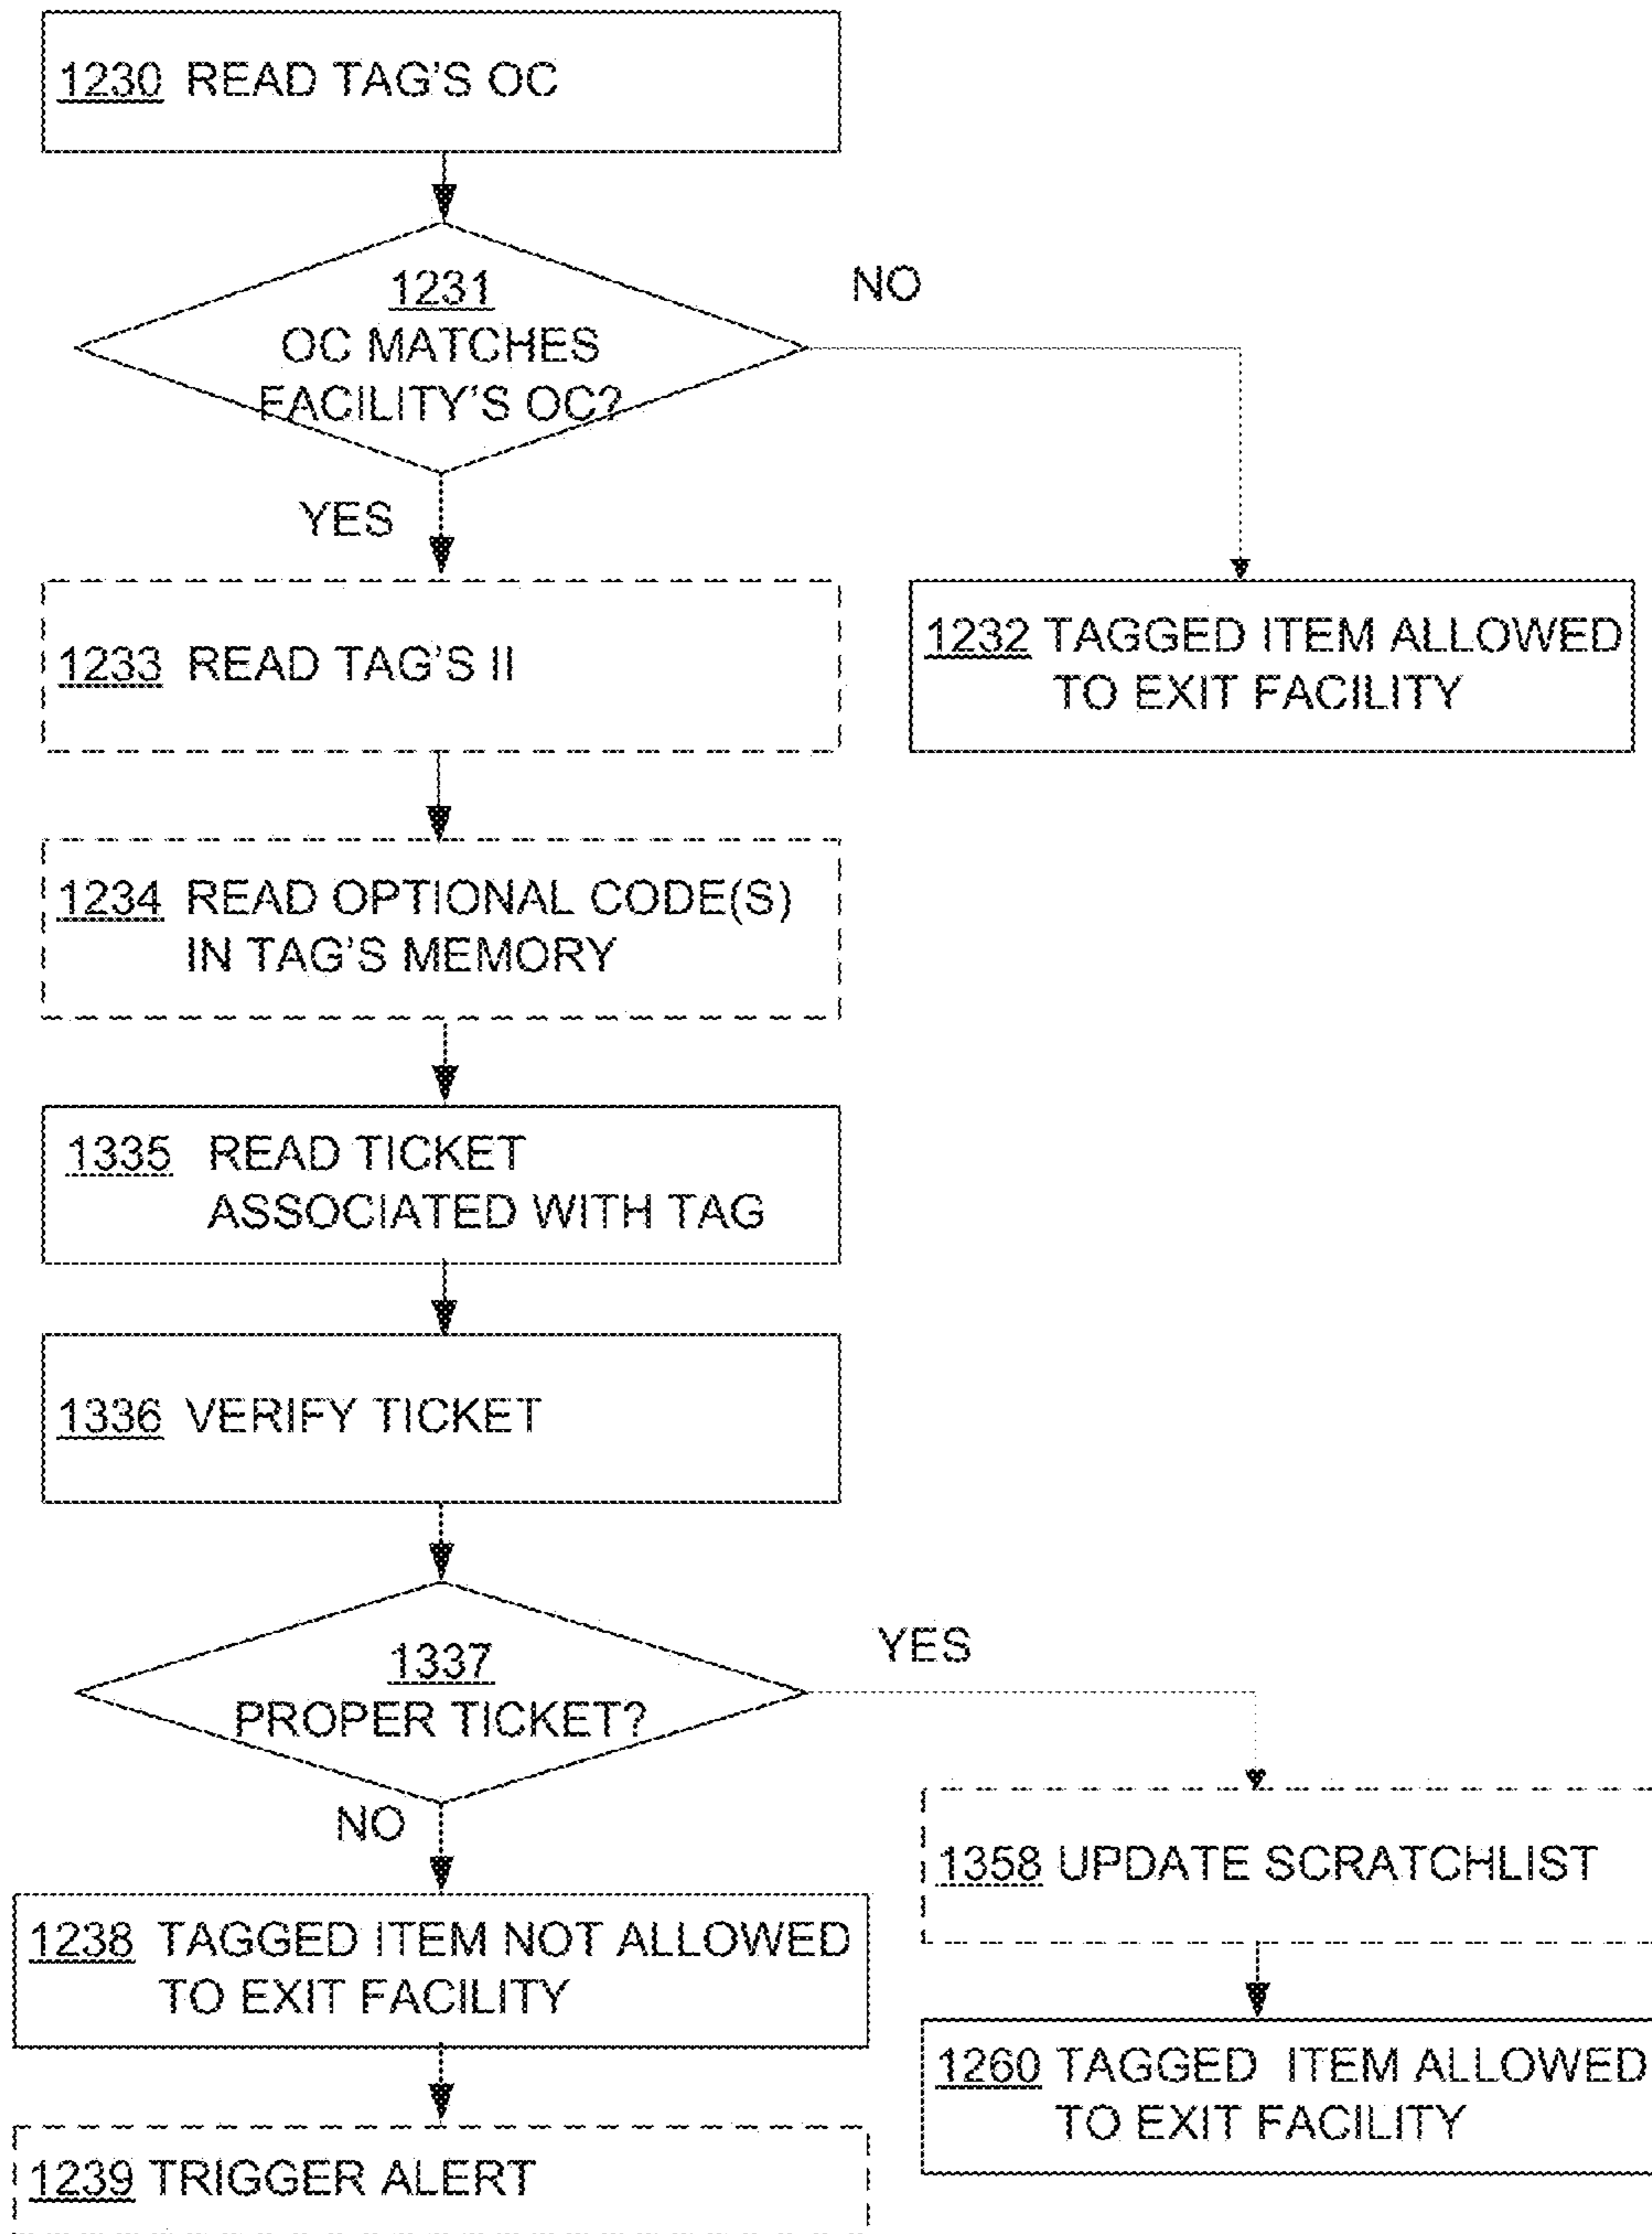 1230 READ TAG'S OC
1231
OC MATCHES
FACILITY'S OC?
NO
YES
1233 READ TAG'S II
1232 TAGGED ITEM ALLOWED
TO EXIT FACILITY
1234 READ OPTIONAL CODE(S)
IN TAG'S MEMORY
1335 READ TICKET
ASSOCIATED WITH TAG
1336 VERIFY TICKET
1337
PROPER TICKET?
YES
NO
1358 UPDATE SCRATCHLIST
1238 TAGGED ITEM NOT ALLOWED
TO EXIT FACILITY
1260 TAGGED ITEM ALLOWED
TO EXIT FACILITY
1239 TRIGGER ALERT